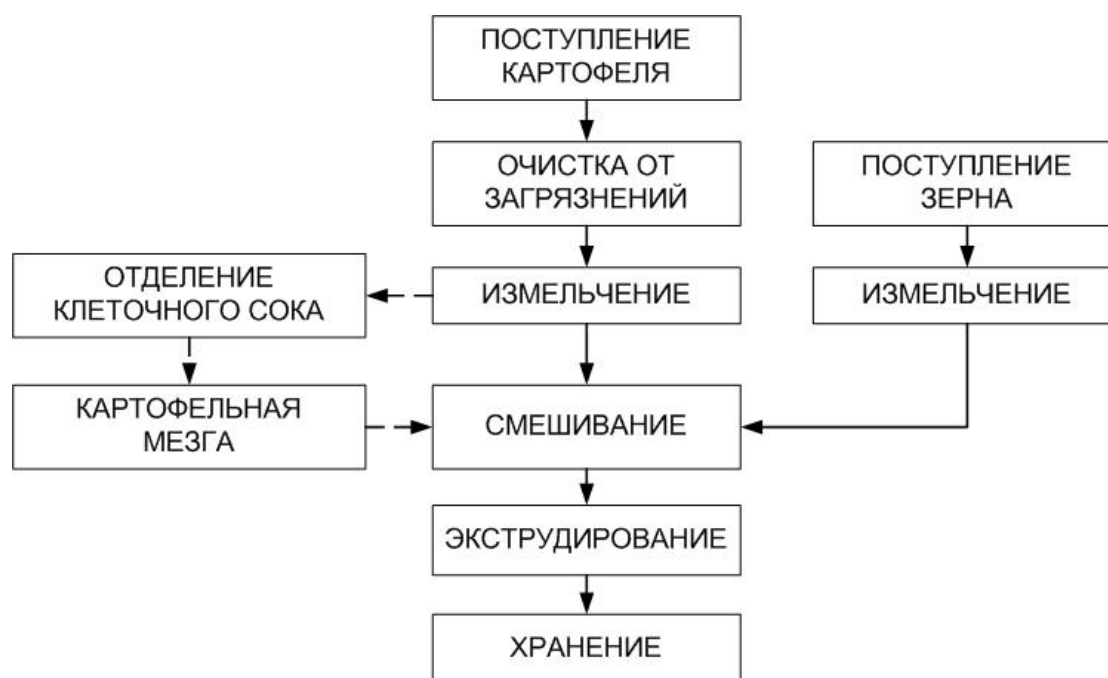 ПОСТУПЛЕНИЕ
КАРТОФЕЛЯ
ОЧИСТКА ОТ
ЗАГРЯЗНЕНИЙ
ПОСТУПЛЕНИЕ
ЗЕРНА
ОТДЕЛЕНИЕ
КЛЕТОЧНОГО СОКА
ИЗМЕЛЬЧЕНИЕ
ИЗМЕЛЬЧЕНИЕ
КАРТОФЕЛЬНАЯ
МЕЗГА
СМЕШИВАНИЕ
ЭКСТРУДИРОВАНИЕ
ХРАНЕНИЕ